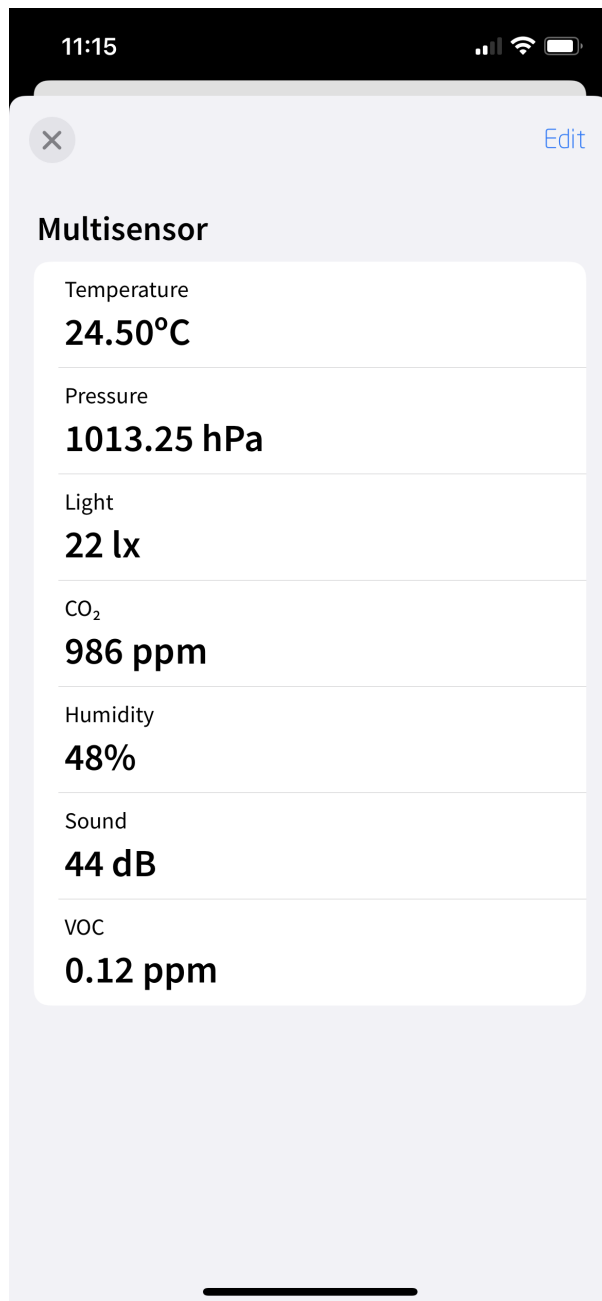 11:15
Edit
Multisensor
Temperature
24.50ºC
Pressure
1013.25 hPa
Light
22 lx
CO₂
986 ppm
Humidity
48%
Sound
44 dB
VOC
0.12 ppm